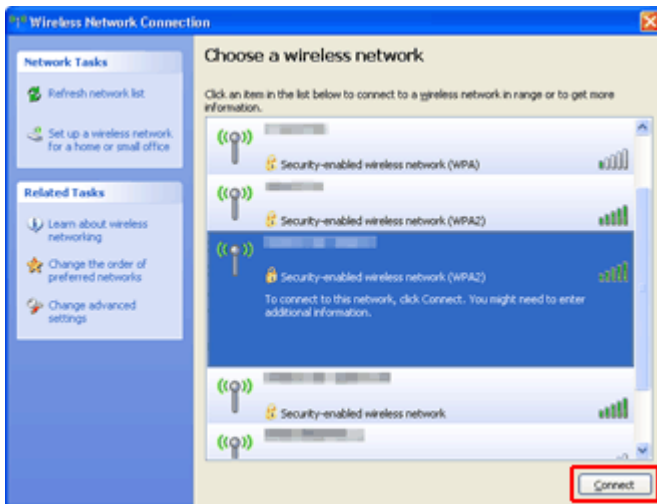 Wireless Network Connection
Network Tasks
Refresh network list
Set up a wireless network
for a home or small office
Related Tasks
Learn about wireless
networking
Change the order of
preferred networks
Change advanced
settings
Choose a wireless network
Click an item in the list below to connect to a wireless network in range or to get more
information.
Security-enabled wireless network (WPA)
Security-enabled wireless network (WPA2)
Security-enabled wireless network (WPA2)
To connect to this network, click Connect. You might need to enter
additional information.
Security-enabled wireless network
Connect